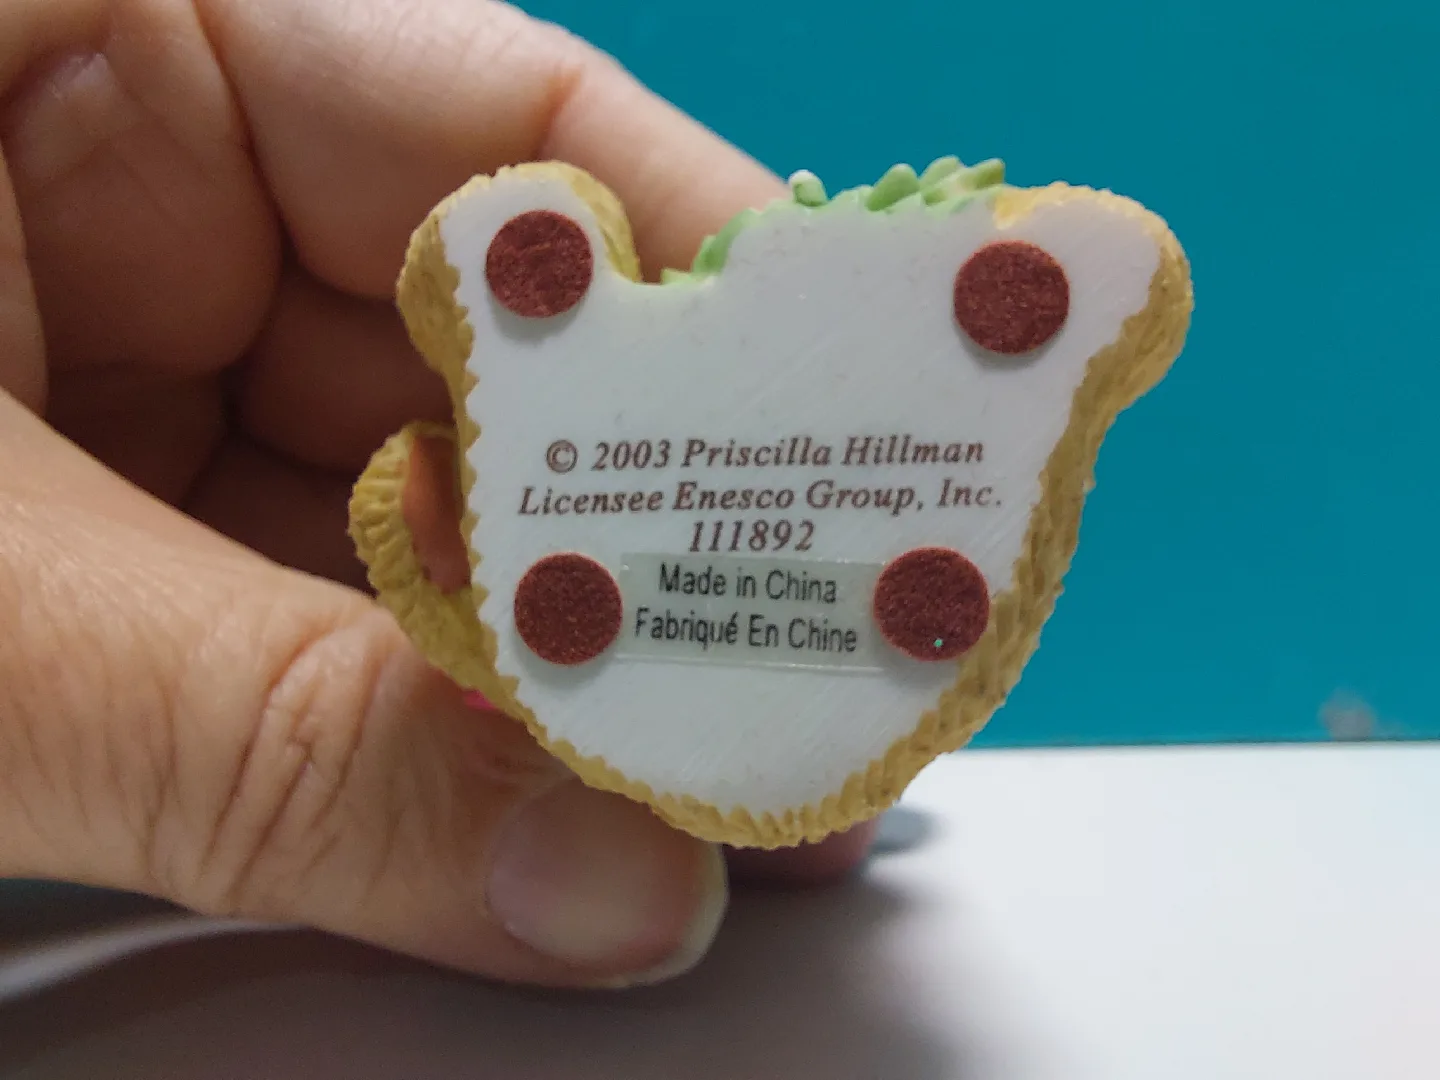 © 2003 Priscilla Hillman
Licensee Enesco Group, Inc.
111892
Made in China
Fabriqué En Chine